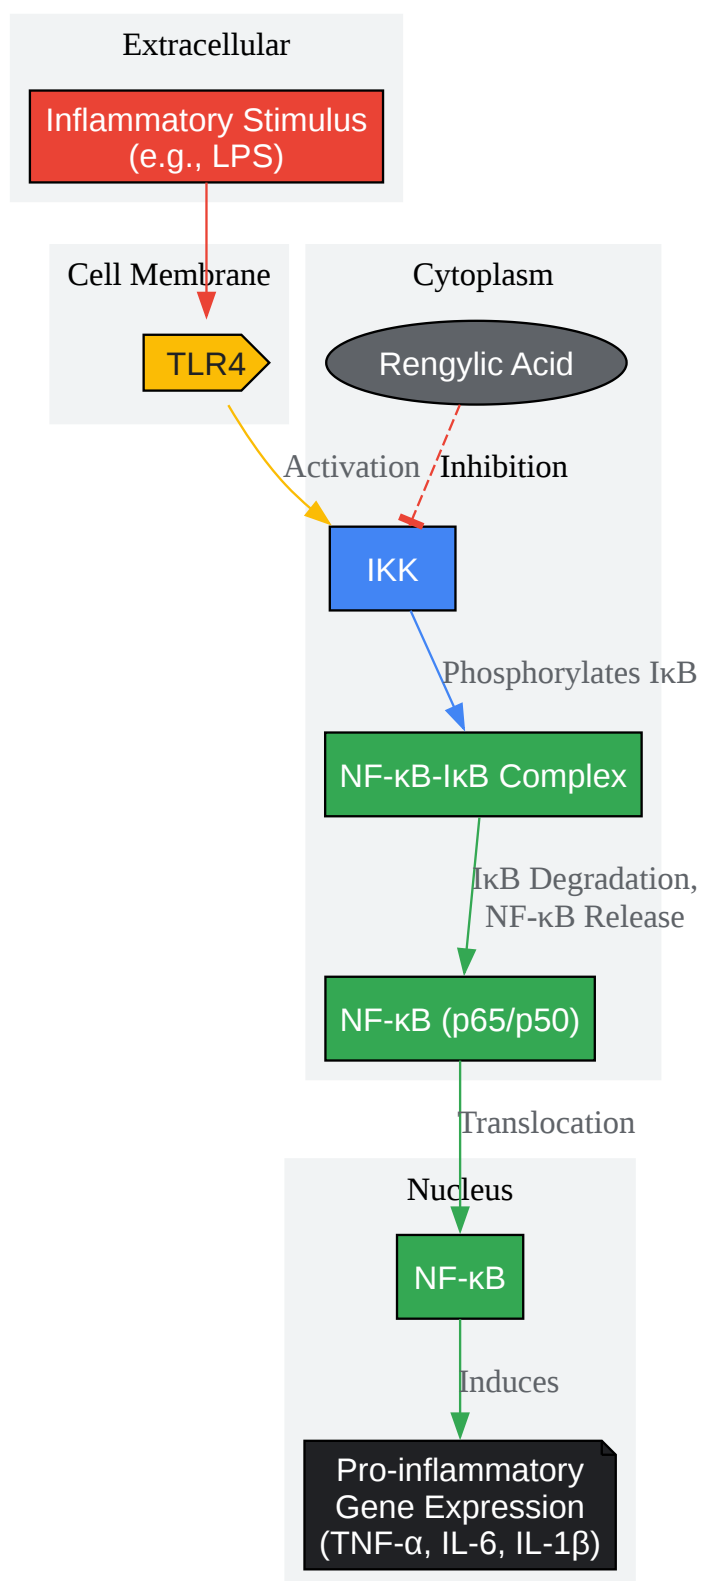 Extracellular
Inflammatory Stimulus
(e.g., LPS)
Cell Membrane
Cytoplasm
TLR4
Rengylic Acid
Activation
Inhibition
IKK
Phosphorylates IκB
NF-κB-IκB Complex
IκB Degradation,
NF-κB Release
NF-κB (p65/p50)
Translocation
Nucleus
NF-κB
Induces
Pro-inflammatory
Gene Expression
(TNF-α, IL-6, IL-1β)